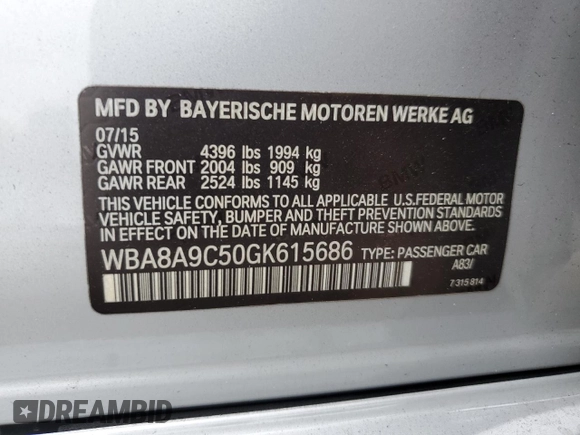 MFD BY BAYERISCHE MOTOREN WERKE AG
07/15
GVWR 4396 lbs 1994 kg
GAWR FRONT 2004 lbs 909 kg
GAWR REAR 2524 lbs 1145 kg
THIS VEHICLE CONFORMS TO ALL APPLICABLE U.S.FEDERAL MOTOR
VEHICLE SAFETY, BUMPER AND THEFT PREVENTION STANDARDS
IN EFFECT ON THE DATE OF MANUFACTURE SHOWN ABOVE.
WBA8A9C50GK615686 TYPE: PASSENGER CAR
A83/
7 315 814
DREAMBID